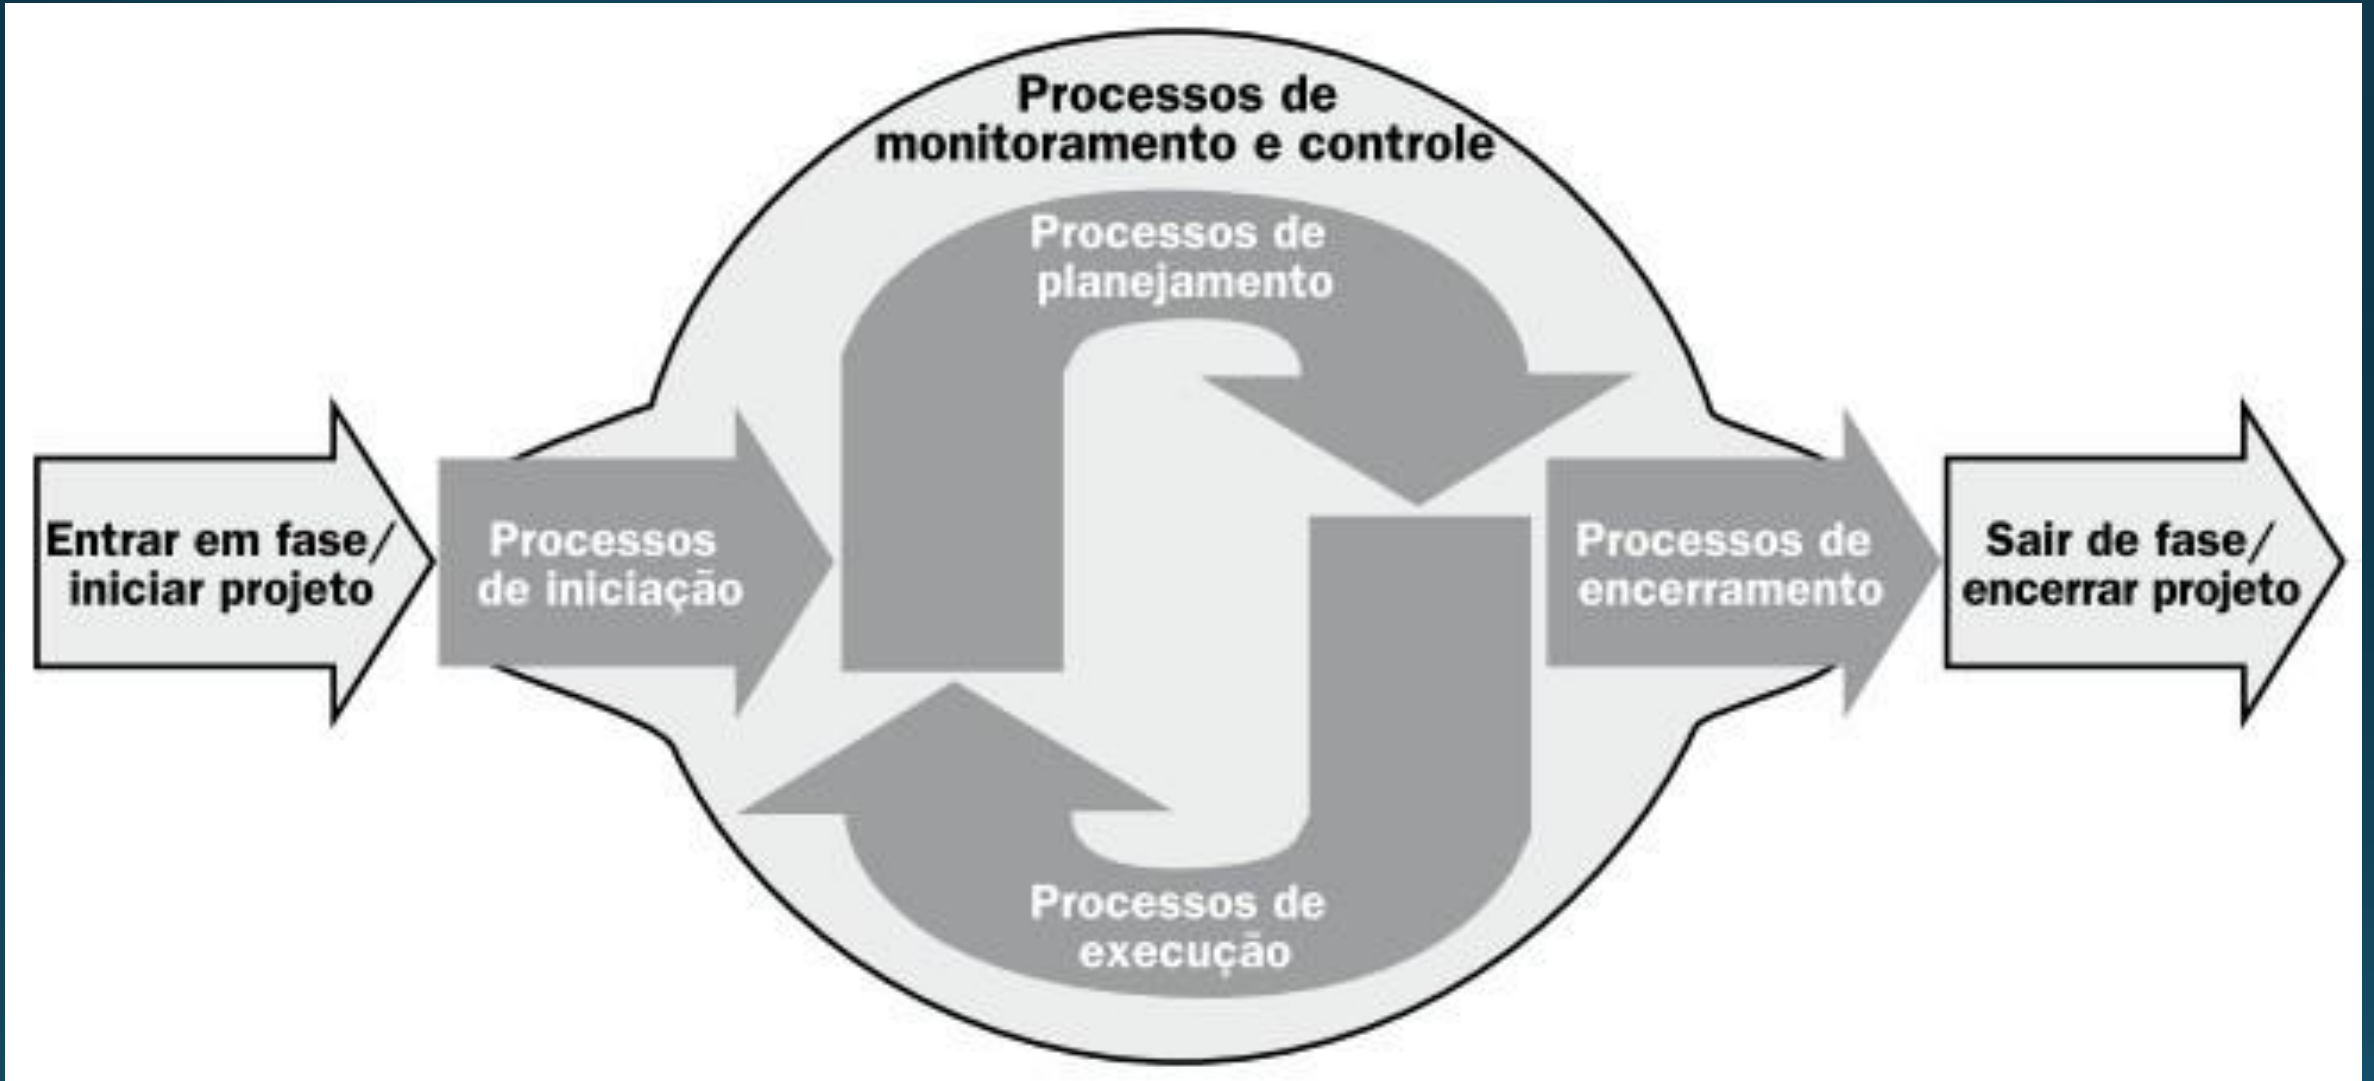 Processos de
monitoramento e controle
Processos de
planejamento
Entrar em fase/
iniciar projeto
Processos
de iniciação
Processos de
encerramento
Sair de fase/
encerrar projeto
Processos de
execução